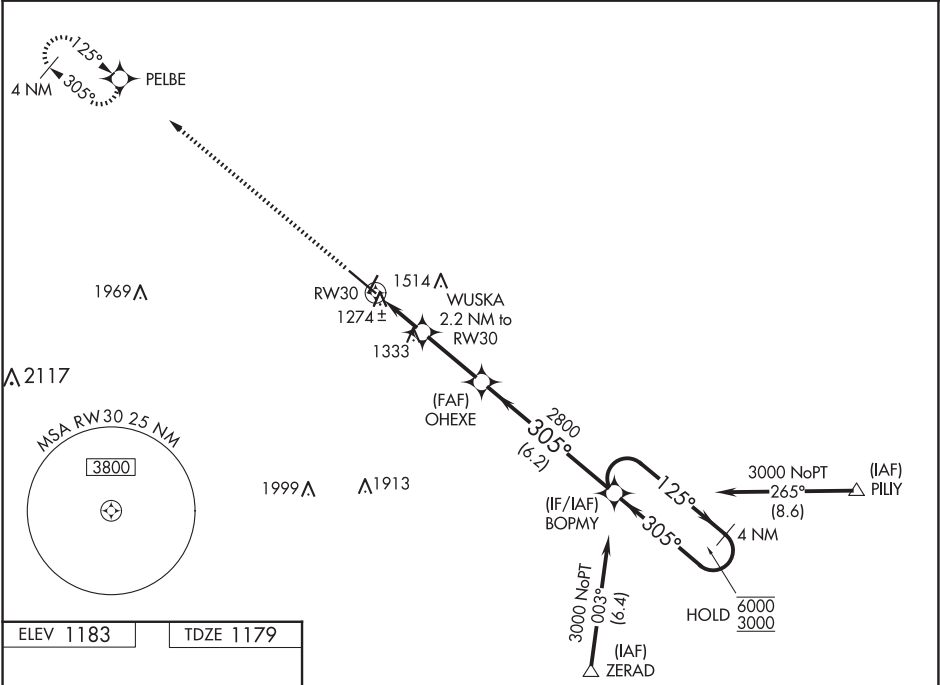 125°
PELBE
4 NM
305°
1969
RW30
1514
1274±
WUSKA
2.2 NM to
RW30
1333
2117
(FAF)
OHEXE
2800
305°
(6.2)
MSA RW30 25 NM
3800
1999
1913
(IF/IAF)
BOPMY
125°
305°
4 NM
3000 NoPT
265°
(8.6)
(IAF)
PILIY
HOLD
6000
3000
3000 NoPT
003°
(6.4)
(IAF)
ZERAD
ELEV 1183
TDZE 1179